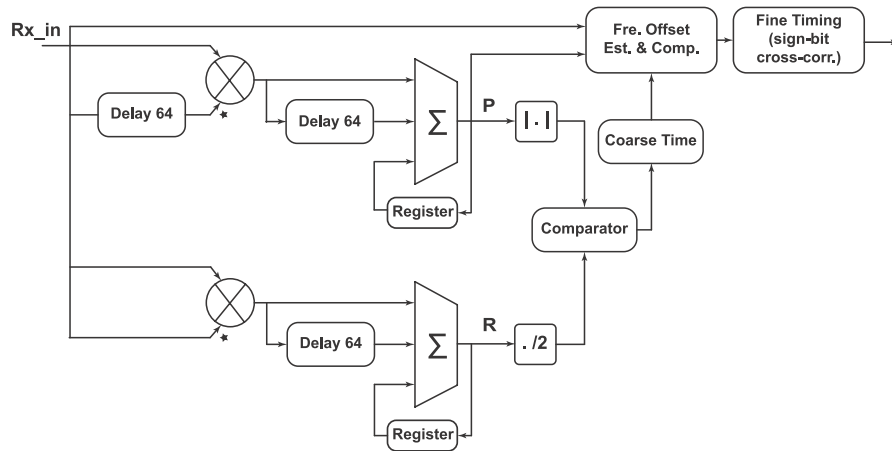 Rx_in
Fre. Offset
Est. & Comp.
Fine Timing
(sign-bit
cross-corr.)
Delay 64
*
Delay 64
Σ
P
| . |
Coarse Time
Register
Comparator
*
Delay 64
Σ
R
. /2
Register